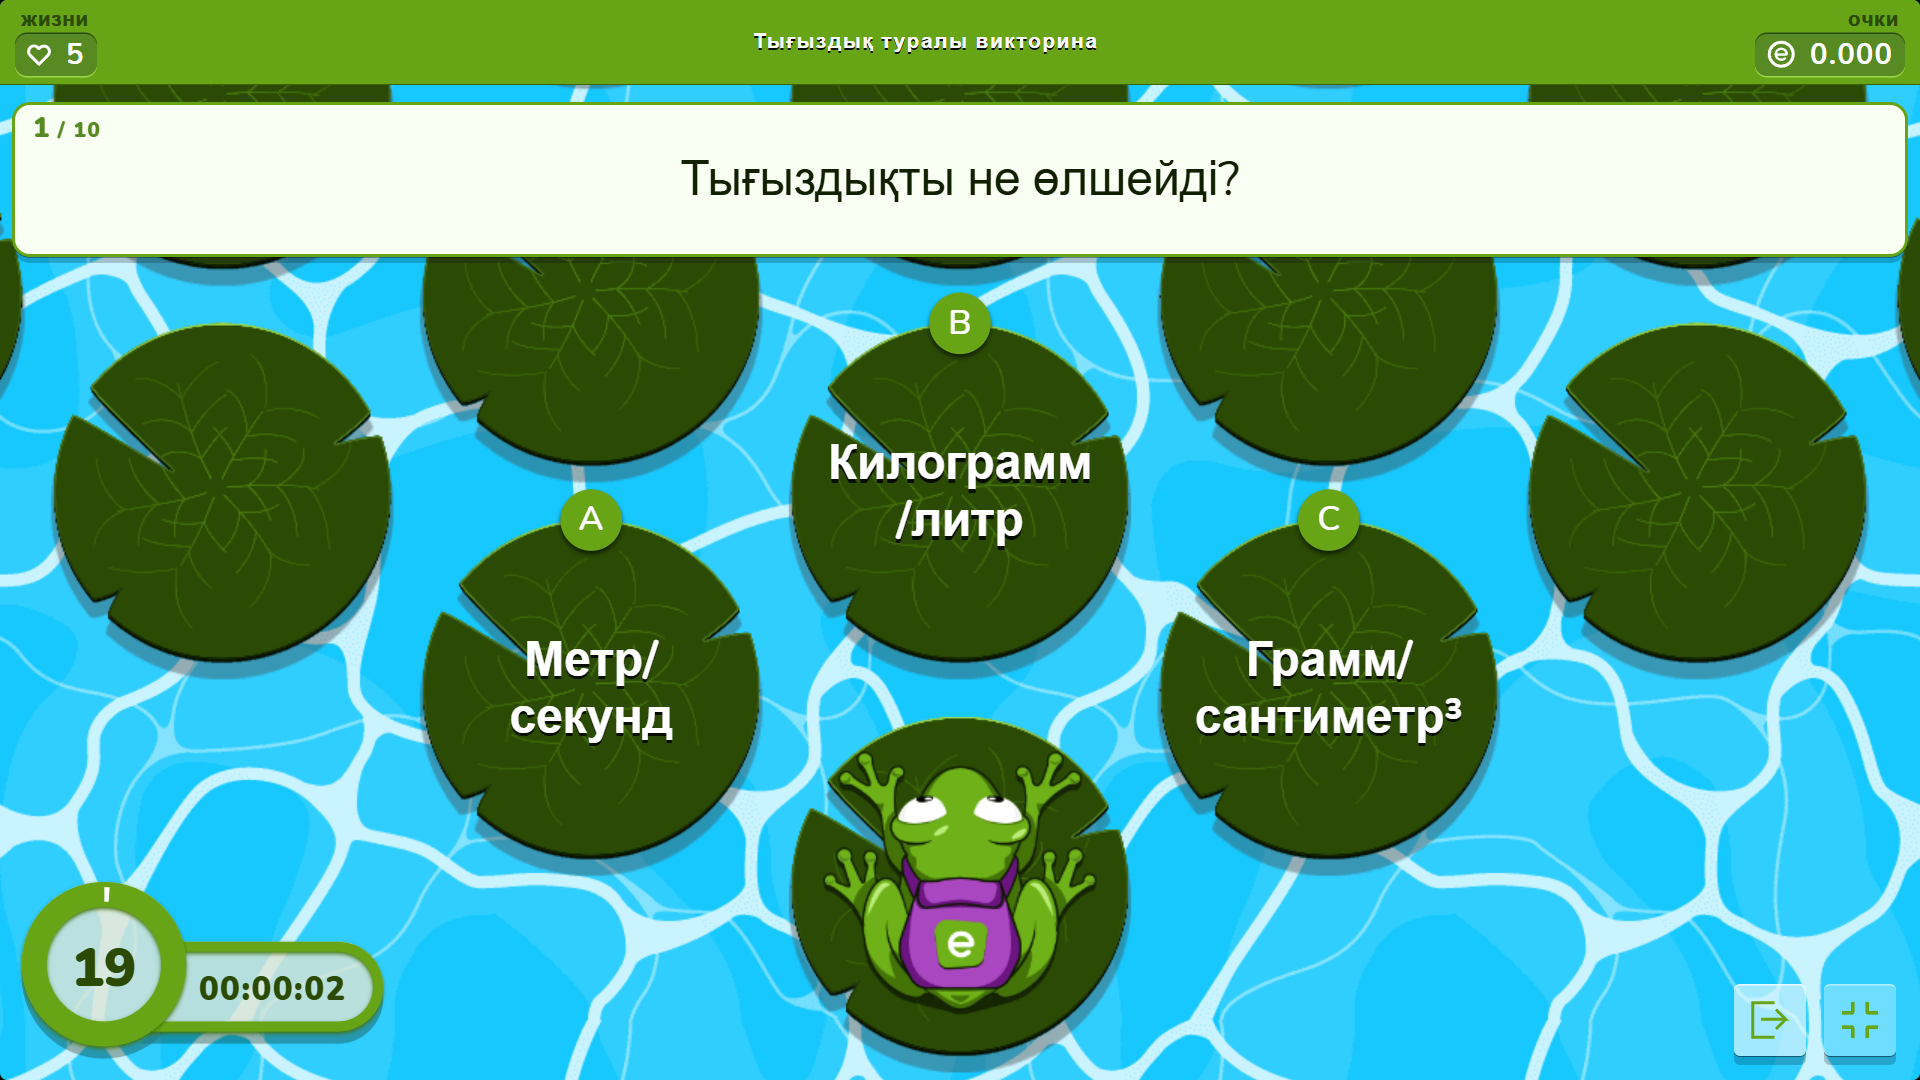 жизни
5
Тығыздық туралы викторина
очки
0.000
1 / 10
Тығыздықты не өлшейді?
B
Килограмм
/литр
A
Метр/
секунд
C
Грамм/
сантиметр³
e
19
00:00:02